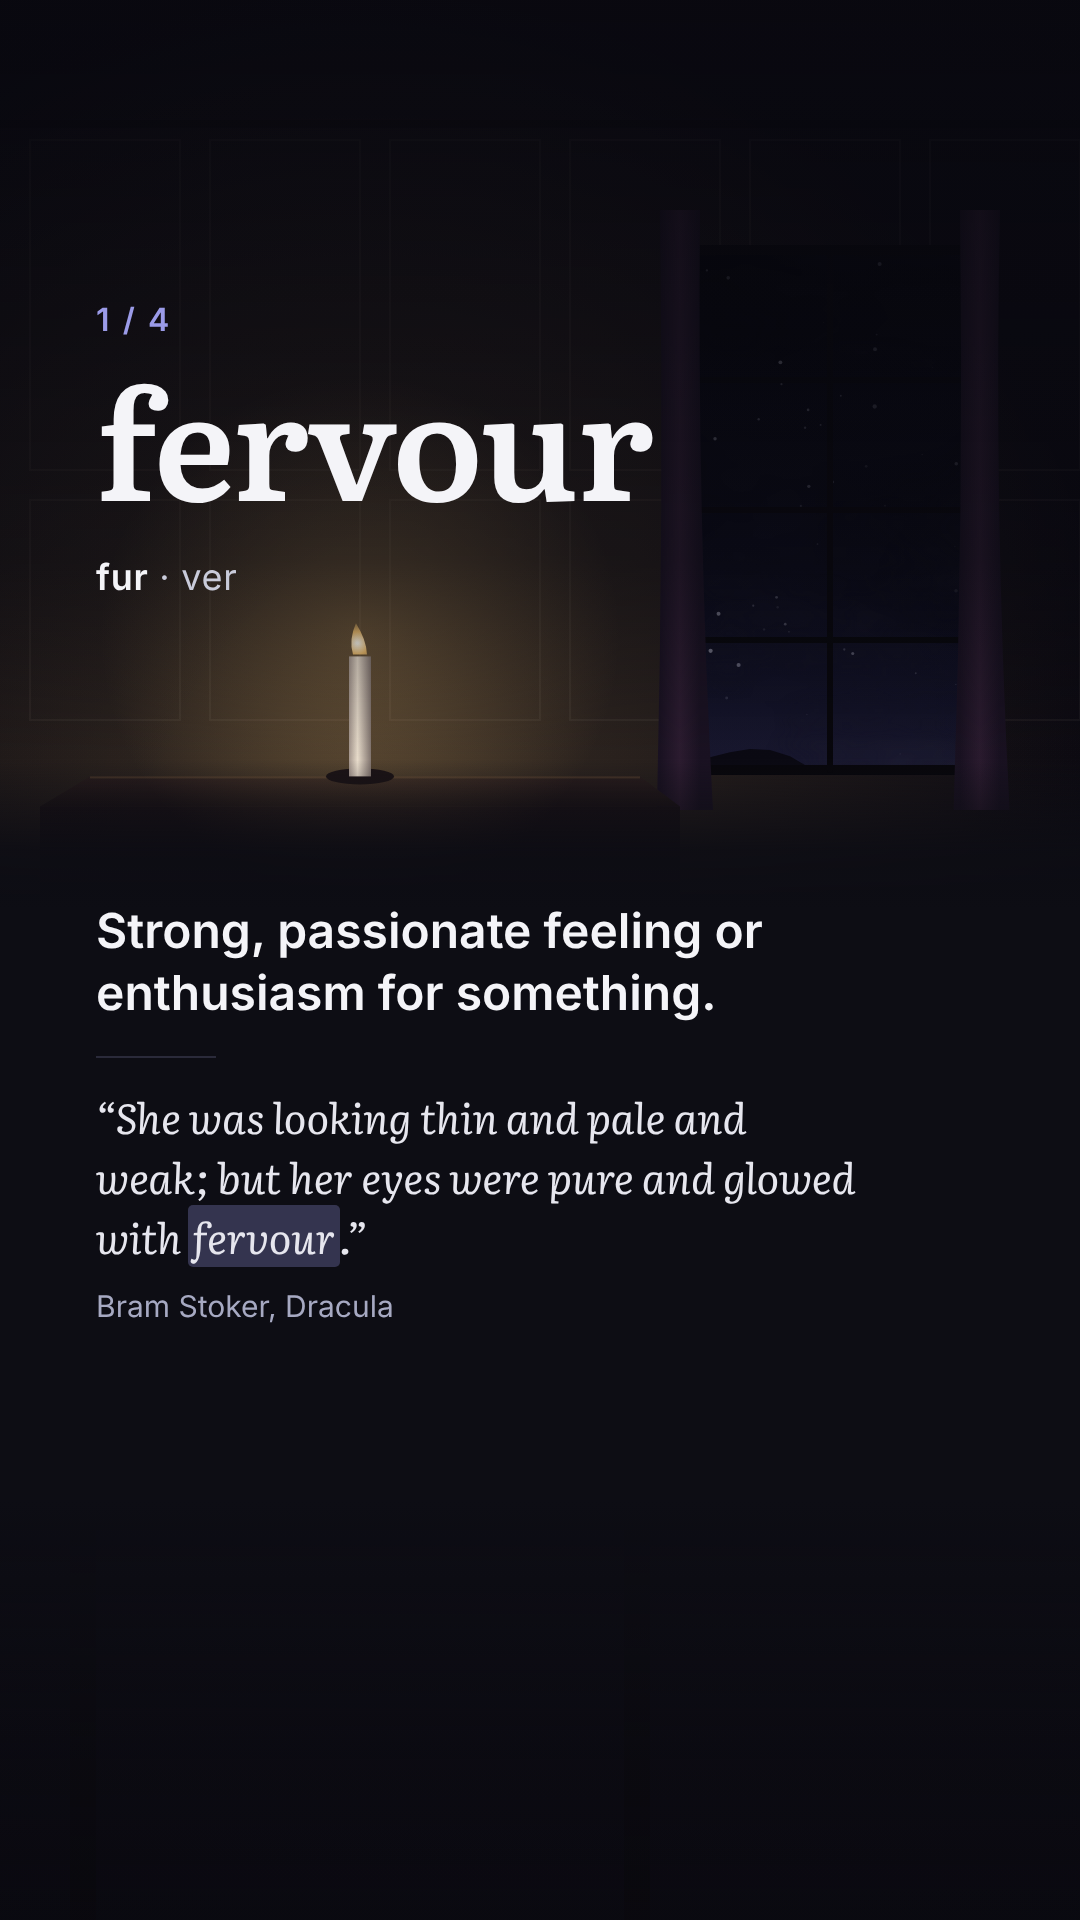 1 / 4
fervour
fur · ver
Strong, passionate feeling or
enthusiasm for something.
“She was looking thin and pale and
weak; but her eyes were pure and glowed
with fervour.”
Bram Stoker, Dracula